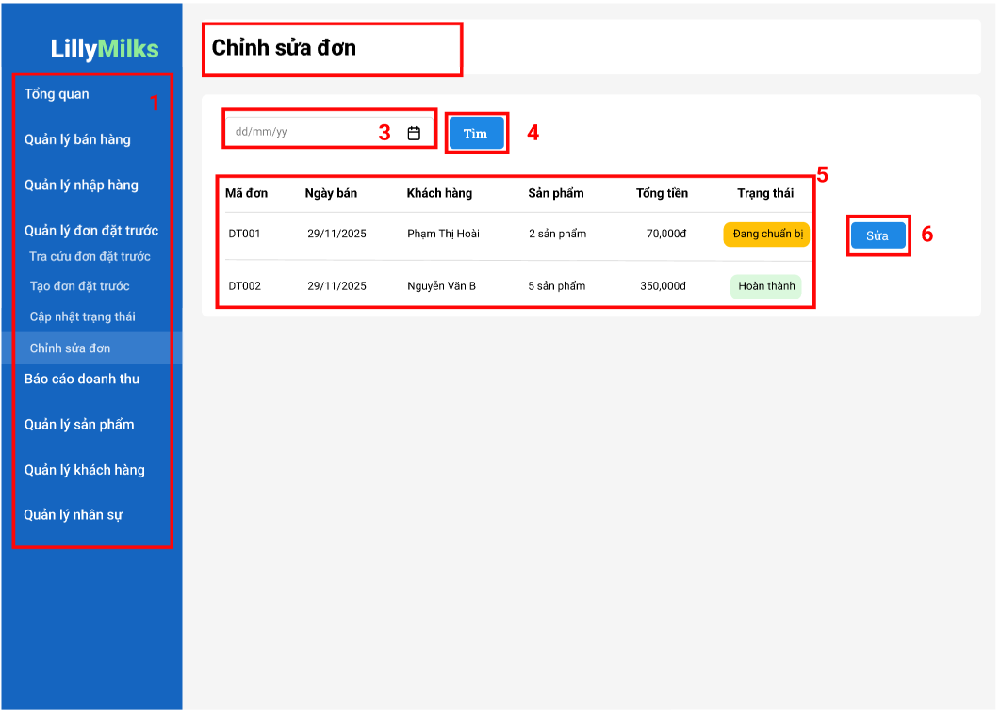 LillyMilks
Tổng quan
1
Quản lý bán hàng
Quản lý nhập hàng
Quản lý đơn đặt trước
Tra cứu đơn đặt trước
Tạo đơn đặt trước
Cập nhật trạng thái
Chỉnh sửa đơn
Báo cáo doanh thu
Quản lý sản phẩm
Quản lý khách hàng
Quản lý nhân sự
Chỉnh sửa đơn
dd/mm/yy 3 Tìm 4
5
Mã đơn Ngày bán Khách hàng Sản phẩm Tổng tiền Trạng thái
DT001 29/11/2025 Phạm Thị Hoài 2 sản phẩm 70,000đ Đang chuẩn bị Sửa 6
DT002 29/11/2025 Nguyễn Văn B 5 sản phẩm 350,000đ Hoàn thành